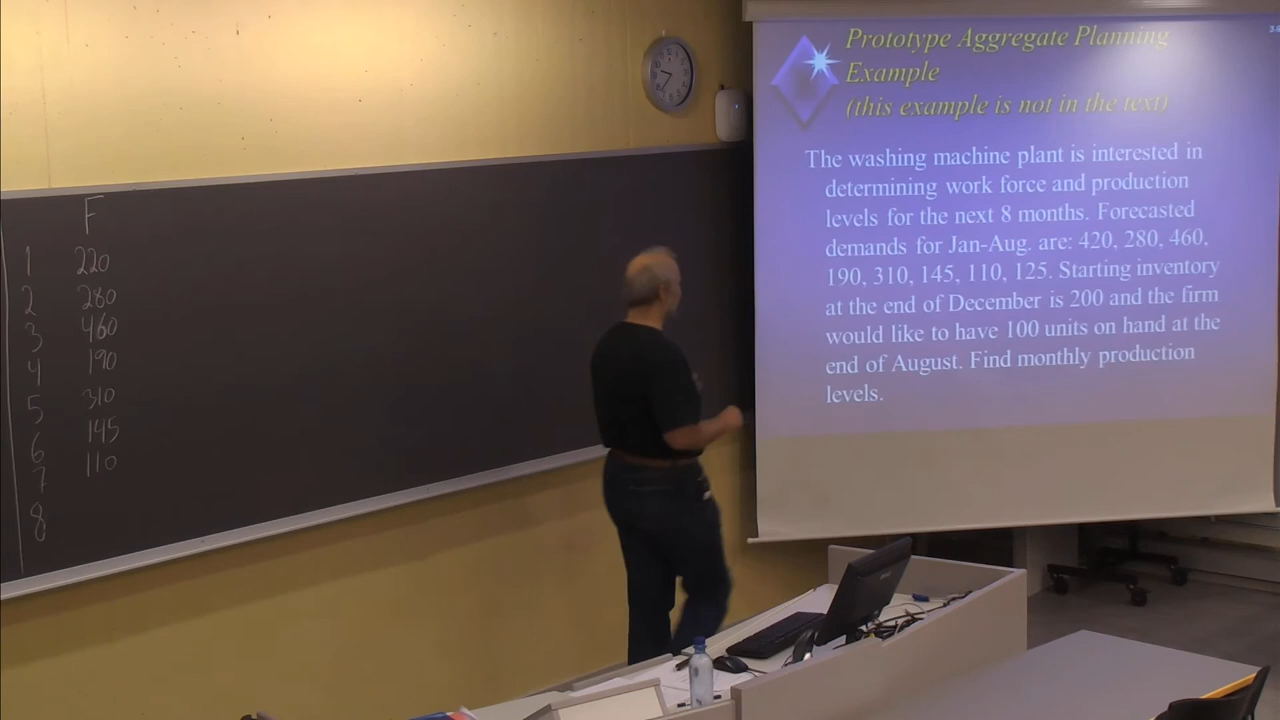 F
1 220
2 280
3 460
4 190
5 310
6 145
7 110
8
Prototype Aggregate Planning
Example
(this example is not in the text)
The washing machine plant is interested in
determining work force and production
levels for the next 8 months. Forecasted
demands for Jan-Aug. are: 420, 280, 460,
190, 310, 145, 110, 125. Starting inventory
at the end of December is 200 and the firm
would like to have 100 units on hand at the
end of August. Find monthly production
levels.